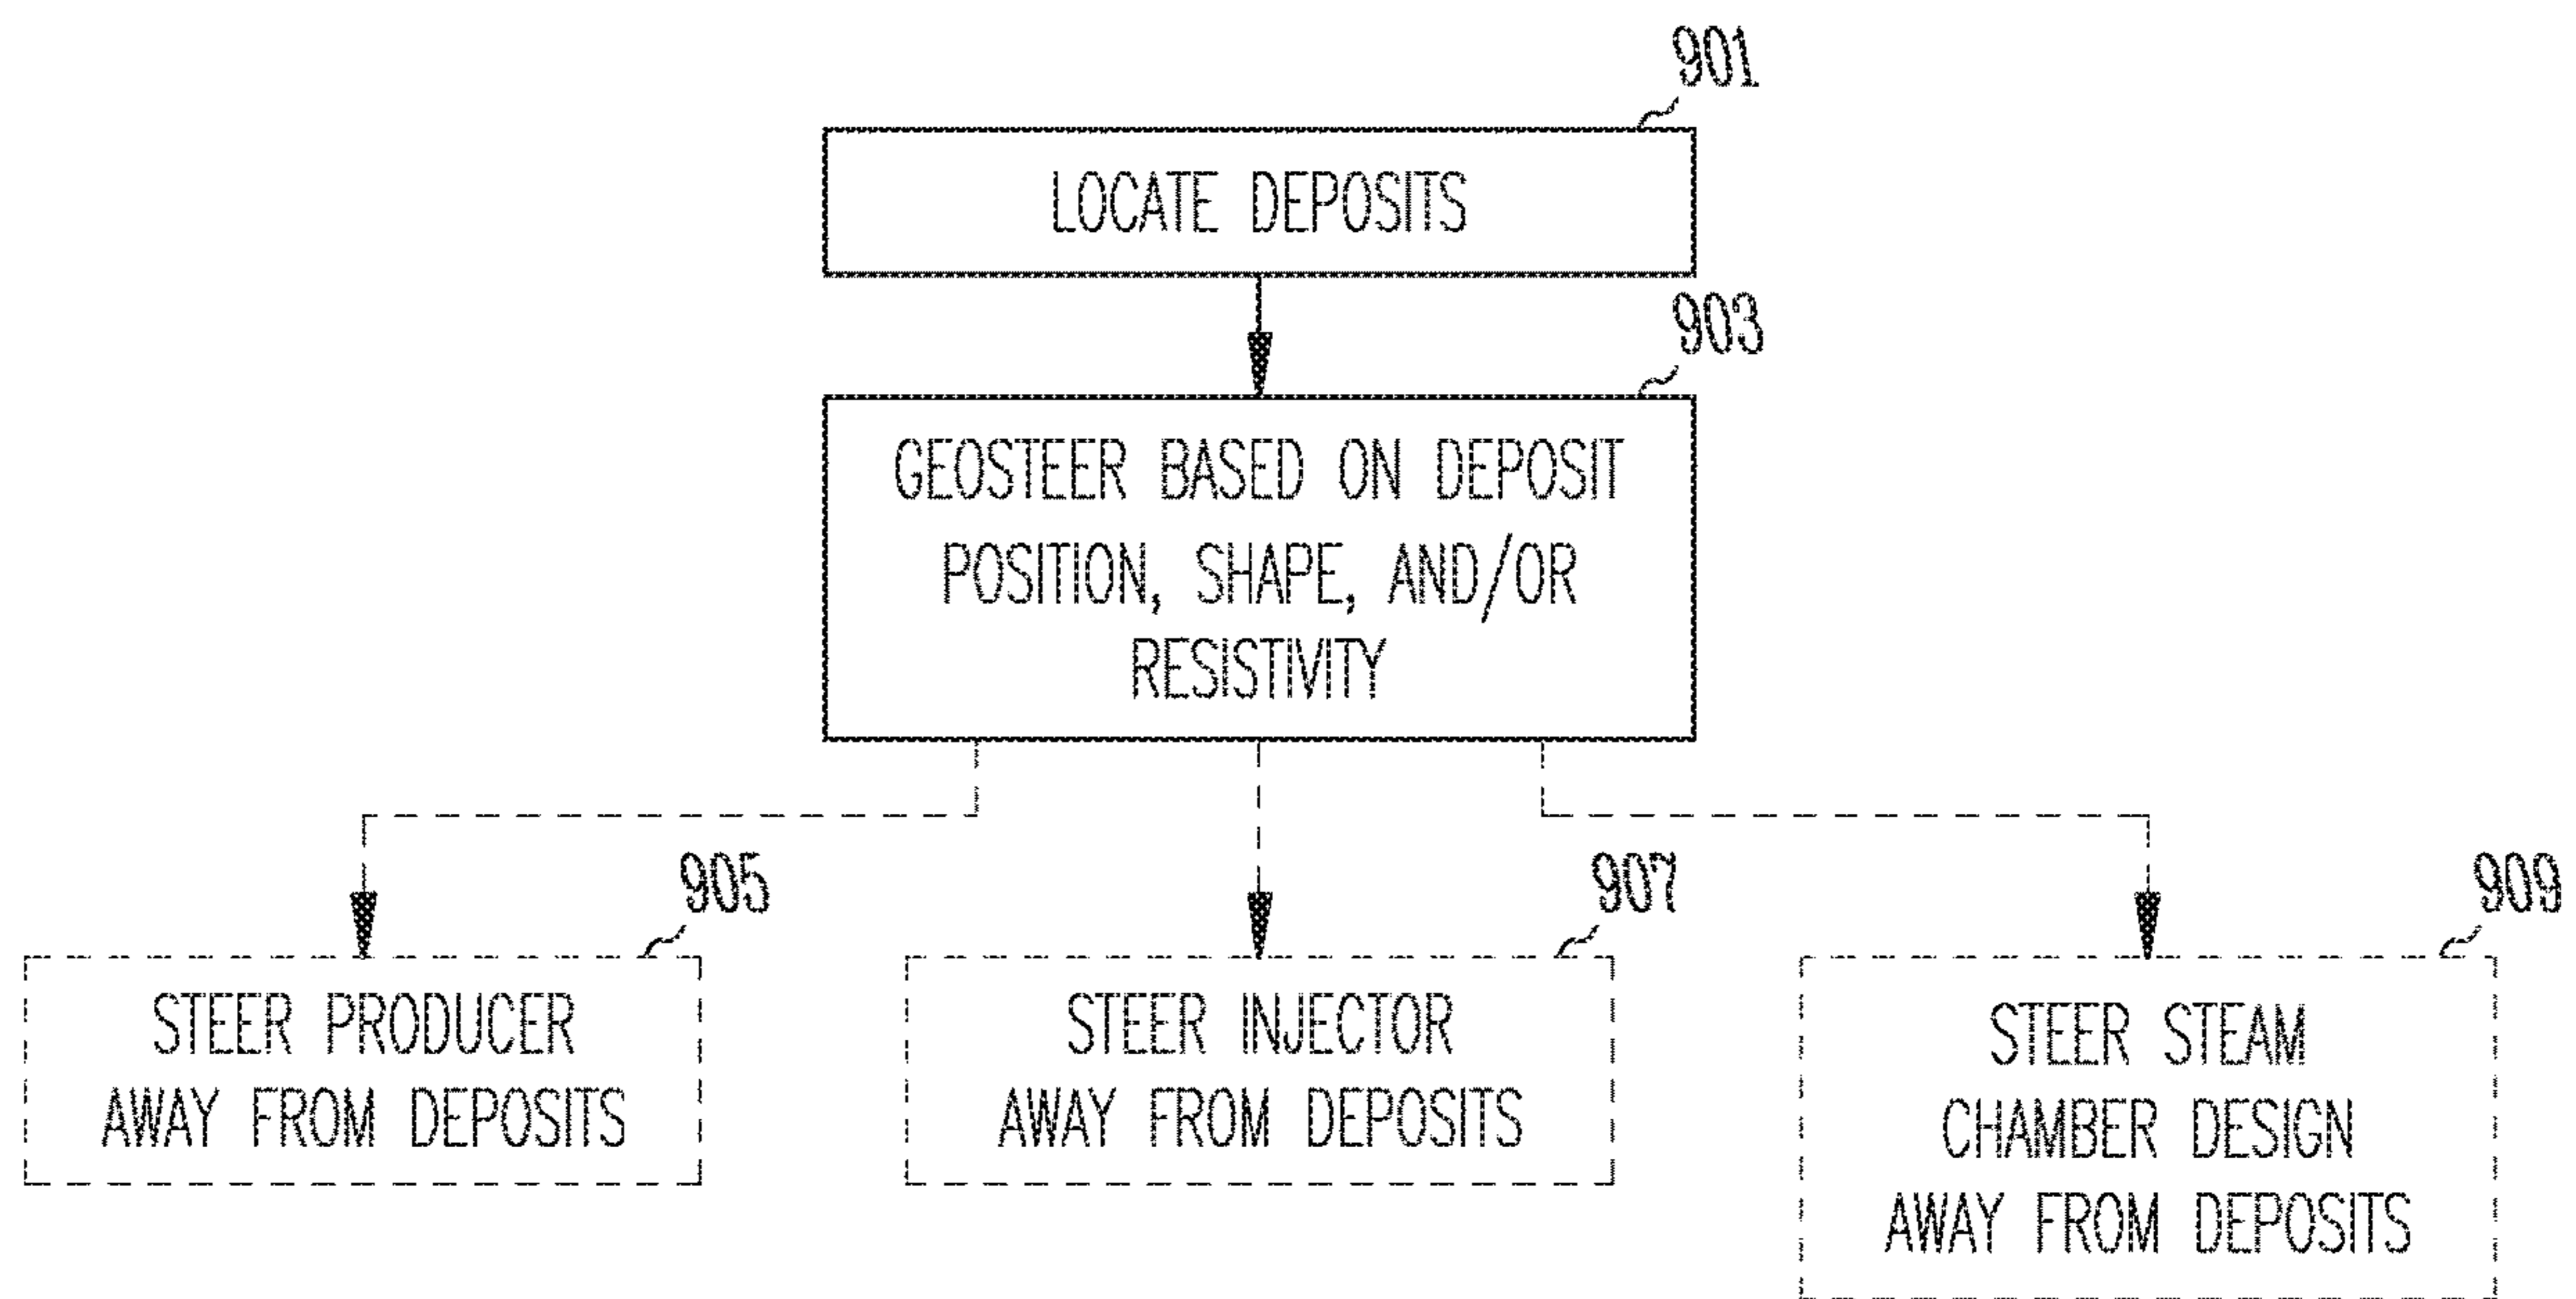 901
LOCATE DEPOSITS
903
GEOSTEER BASED ON DEPOSIT
POSITION, SHAPE, AND/OR
RESISTIVITY
905
STEER PRODUCER
AWAY FROM DEPOSITS
907
STEER INJECTOR
AWAY FROM DEPOSITS
909
STEER STEAM
CHAMBER DESIGN
AWAY FROM DEPOSITS